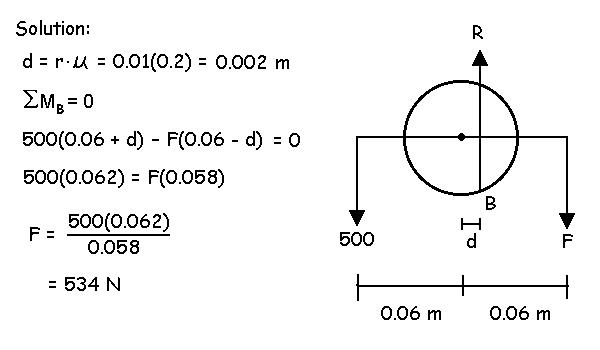 Solution:
d = r·μ = 0.01(0.2) = 0.002 m
ΣM_B = 0
500(0.06 + d) - F(0.06 - d) = 0
500(0.062) = F(0.058)
F = 500(0.062)
0.058
= 534 N
R
B
500
d
F
0.06 m
0.06 m